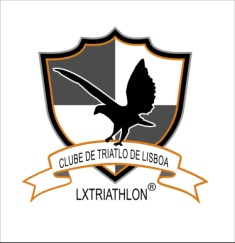 CLUBE DE TRIATLO DE LISBOA
LXTRIATHLON®